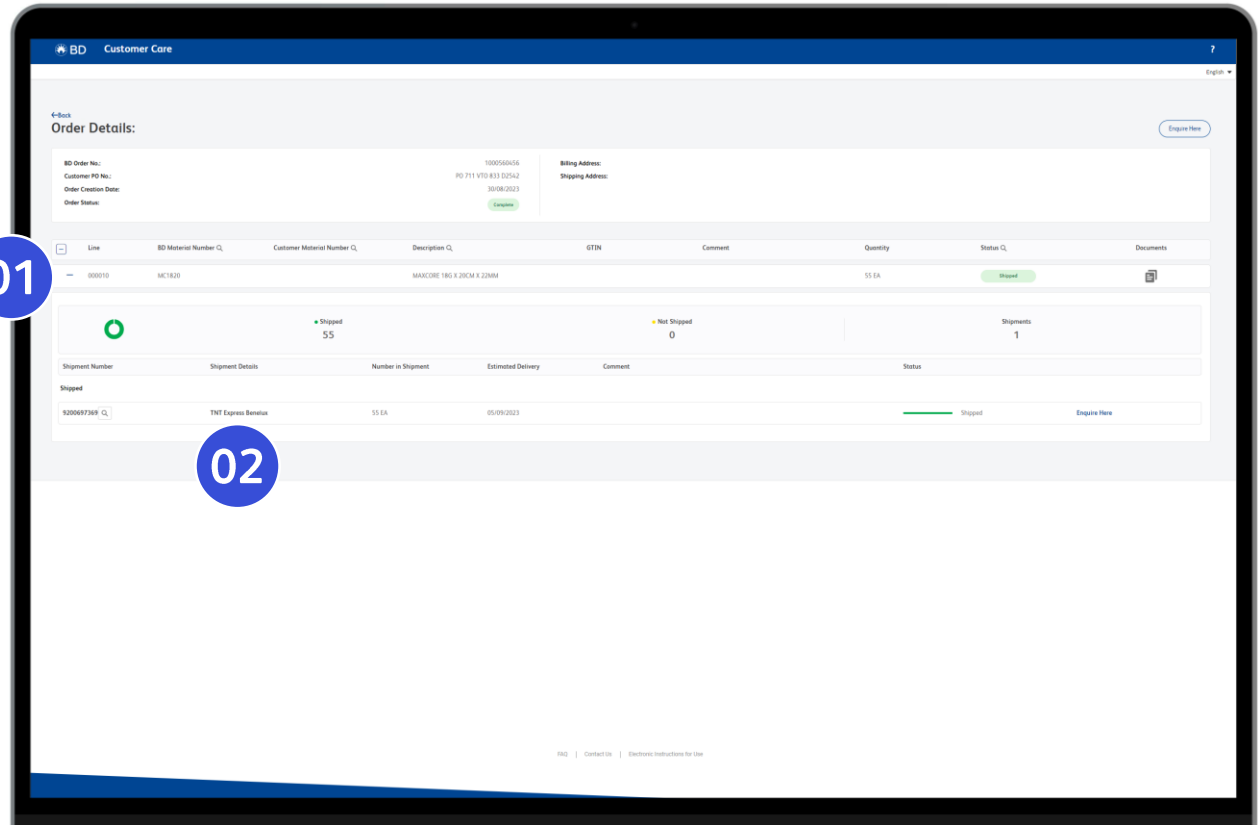 BD Customer Care ?
English
←Back
Order Details:
Enquire Here
BD Order No.: 1000560456 Billing Address:
Customer PO No.: PO 711 VTO 833 D2542 Shipping Address:
Order Creation Date: 30/08/2023
Order Status: Complete
Line BD Material Number Customer Material Number Description GTIN Comment Quantity Status Documents
01
000010 MC1820 MAXCORE 18G X 20CM X 22MM 55 EA Shipped
Shipped Not Shipped Shipments
55 0 1
Shipment Number Shipment Details Number in Shipment Estimated Delivery Comment Status
Shipped
9200697369 TNT Express Benelux 55 EA 05/09/2023 Shipped Enquire Here
02
FAQ | Contact Us | Electronic Instructions for Use